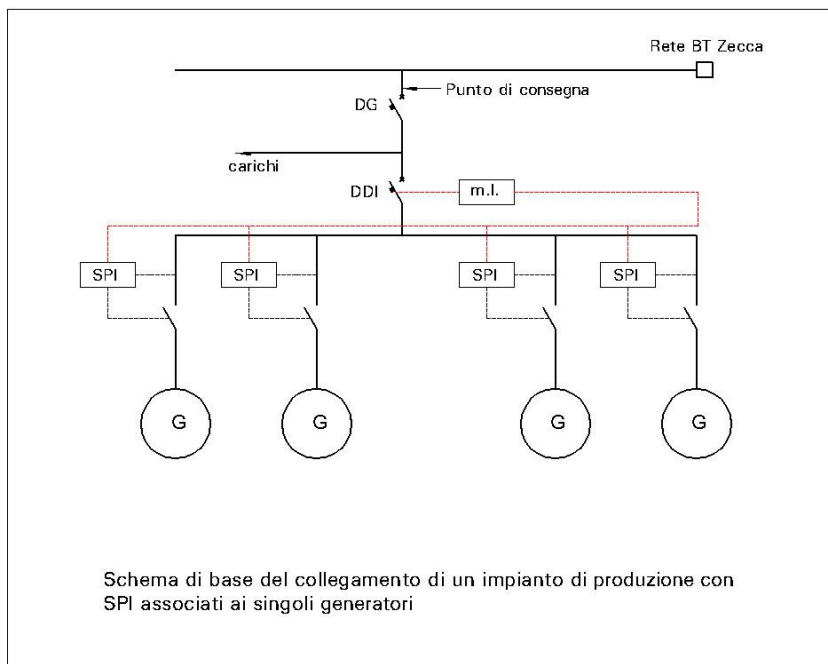 Rete BT Zecca
Punto di consegna
DG
carichi
DDI
m.l.
SPI
SPI
SPI
SPI
G
G
G
G
Schema di base del collegamento di un impianto di produzione con
SPI associati ai singoli generatori